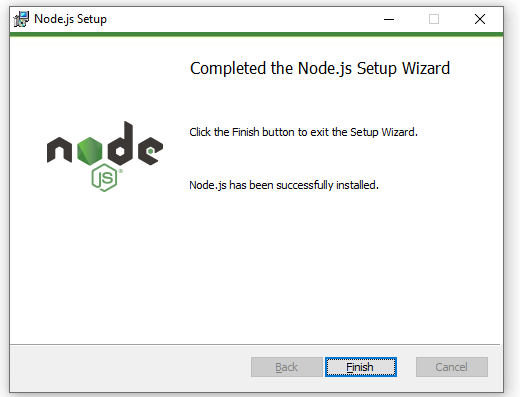 Node.js Setup
Completed the Node.js Setup Wizard
Click the Finish button to exit the Setup Wizard.
node
JS®
Node.js has been successfully installed.
Back
Finish
Cancel